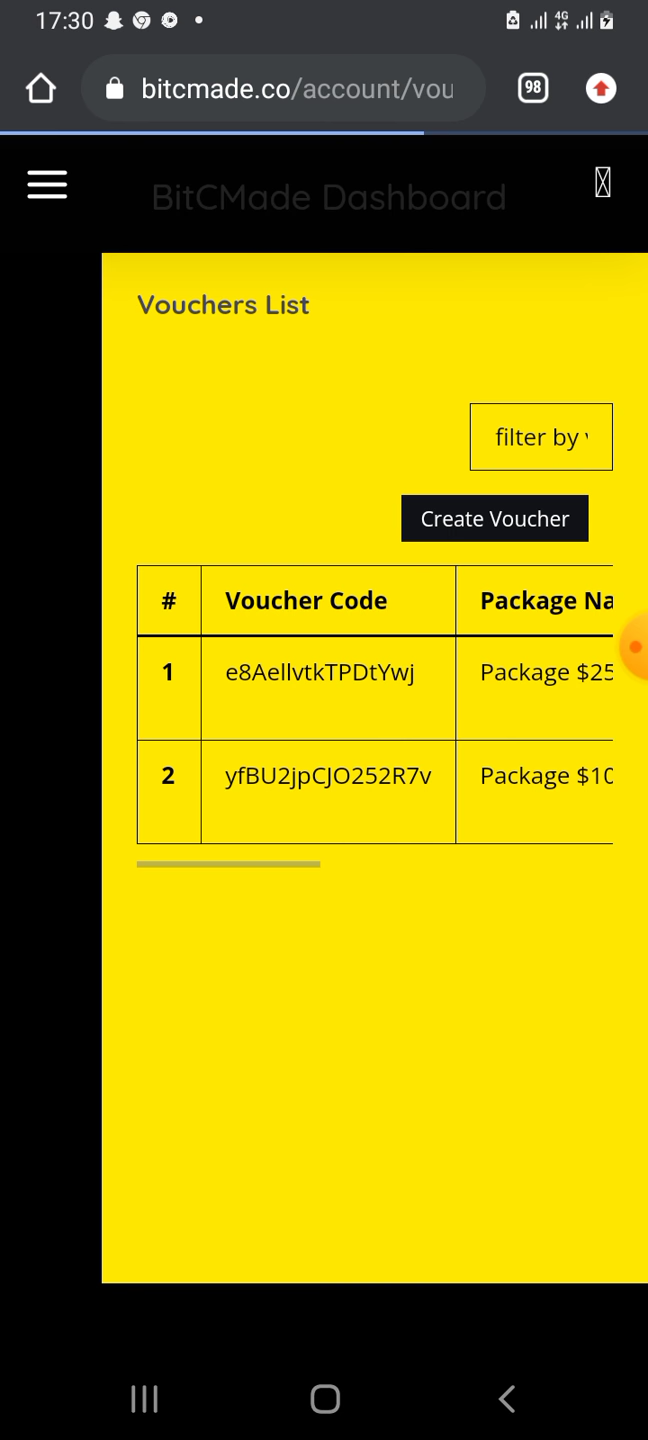 17:30
4G
bitcmade.co/account/vou
98
BitCMade Dashboard
Vouchers List
filter by
Create Voucher
# Voucher Code Package Na
1 e8AellvtkTPDtYwj Package $25
2 yfBU2jpCJO252R7v Package $10